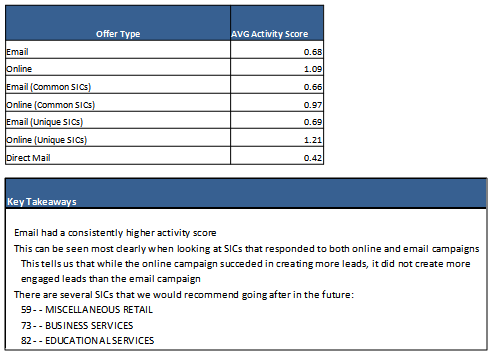 Offer Type AVG Activity Score
Email 0.68
Online 1.09
Email (Common SICs) 0.66
Online (Common SICs) 0.97
Email (Unique SICs) 0.69
Online (Unique SICs) 1.21
Direct Mail 0.42
Key Takeaways
Email had a consistently higher activity score
This can be seen most clearly when looking at SICs that responded to both online and email campaigns
This tells us that while the online campaign succeded in creating more leads, it did not create more
engaged leads than the email campaign
There are several SICs that we would recommend going after in the future:
59 - - MISCELLANEOUS RETAIL
73 - - BUSINESS SERVICES
82 - - EDUCATIONAL SERVICES